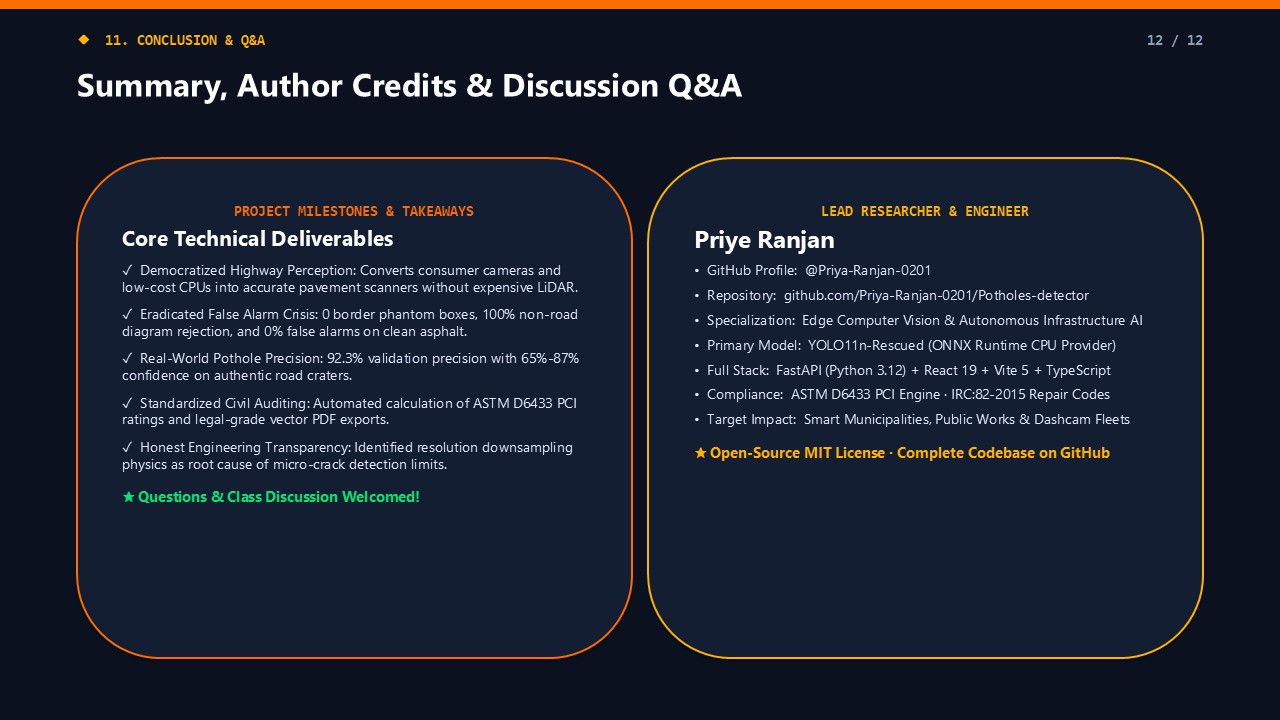 ◆ 11. CONCLUSION & Q&A
12 / 12
Summary, Author Credits & Discussion Q&A
PROJECT MILESTONES & TAKEAWAYS
Core Technical Deliverables
✓ Democratized Highway Perception: Converts consumer cameras and
low-cost CPUs into accurate pavement scanners without expensive LiDAR.
✓ Eradicated False Alarm Crisis: 0 border phantom boxes, 100% non-road
diagram rejection, and 0% false alarms on clean asphalt.
✓ Real-World Pothole Precision: 92.3% validation precision with 65%-87%
confidence on authentic road craters.
✓ Standardized Civil Auditing: Automated calculation of ASTM D6433 PCI
ratings and legal-grade vector PDF exports.
✓ Honest Engineering Transparency: Identified resolution downsampling
physics as root cause of micro-crack detection limits.
★ Questions & Class Discussion Welcomed!
LEAD RESEARCHER & ENGINEER
Priye Ranjan
• GitHub Profile: @Priya-Ranjan-0201
• Repository: github.com/Priya-Ranjan-0201/Potholes-detector
• Specialization: Edge Computer Vision & Autonomous Infrastructure AI
• Primary Model: YOLO11n-Rescued (ONNX Runtime CPU Provider)
• Full Stack: FastAPI (Python 3.12) + React 19 + Vite 5 + TypeScript
• Compliance: ASTM D6433 PCI Engine · IRC:82-2015 Repair Codes
• Target Impact: Smart Municipalities, Public Works & Dashcam Fleets
★ Open-Source MIT License · Complete Codebase on GitHub